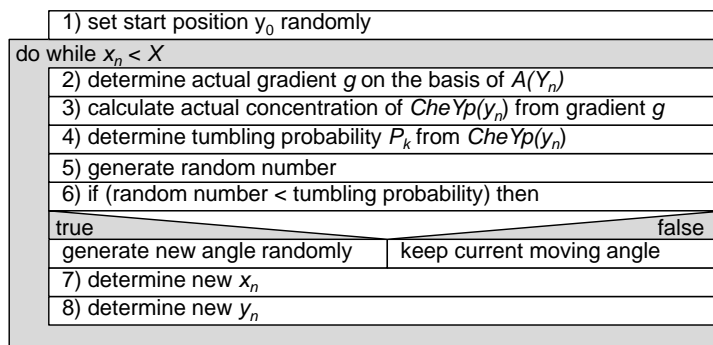 1) set start position y₀ randomly
do while xₙ < X
2) determine actual gradient g on the basis of A(Yₙ)
3) calculate actual concentration of CheYp(yₙ) from gradient g
4) determine tumbling probability Pₖ from CheYp(yₙ)
5) generate random number
6) if (random number < tumbling probability) then
true false
generate new angle randomly keep current moving angle
7) determine new xₙ
8) determine new yₙ